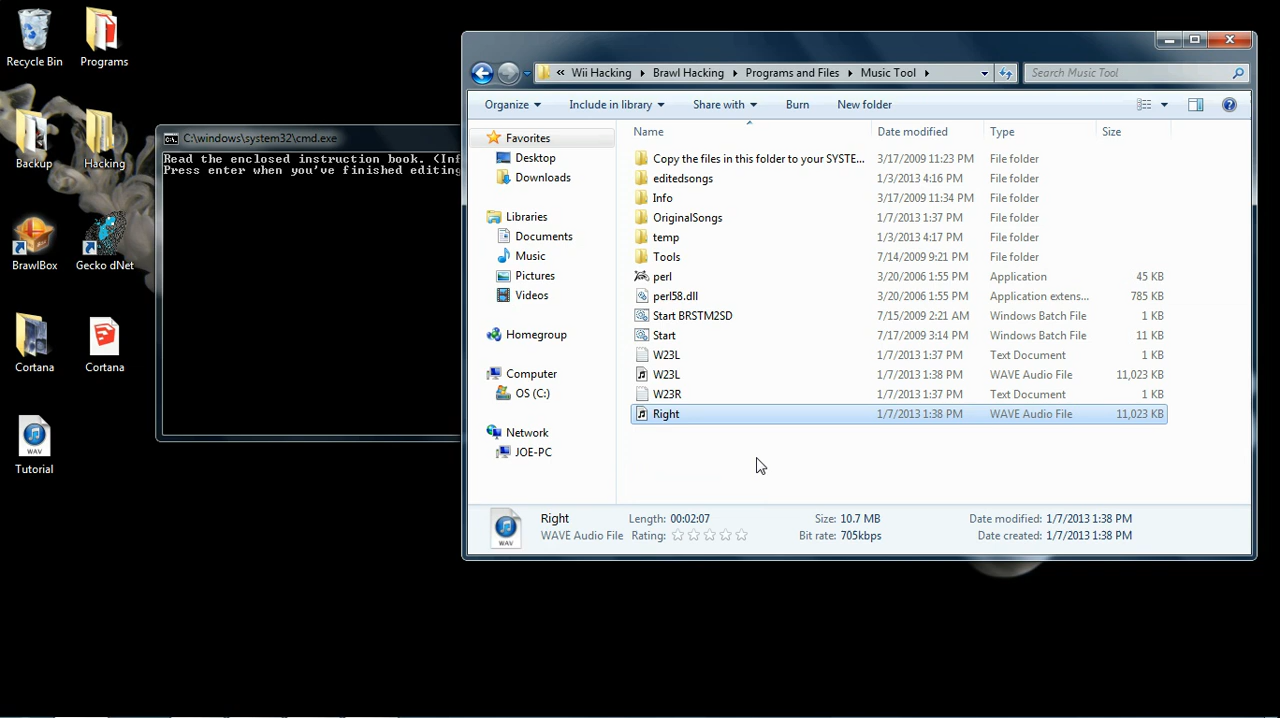 Recycle Bin
Programs
Backup
Hacking
BrawlBox
Gecko dNet
Cortana
Cortana
WAV
Tutorial
C:\windows\system32\cmd.exe
Read the enclosed instruction book. (Inf
Press enter when you've finished editing
« Wii Hacking Brawl Hacking Programs and Files Music Tool
Search Music Tool
Organize Include in library Share with Burn New folder
Favorites
Desktop
Downloads
Libraries
Documents
Music
Pictures
Videos
Homegroup
Computer
OS (C:)
Network
JOE-PC
Name Date modified Type Size
Copy the files in this folder to your SYSTE... 3/17/2009 11:23 PM File folder
editedsongs 1/3/2013 4:16 PM File folder
Info 3/17/2009 11:34 PM File folder
OriginalSongs 1/7/2013 1:37 PM File folder
temp 1/3/2013 4:17 PM File folder
Tools 7/14/2009 9:21 PM File folder
perl 3/20/2006 1:55 PM Application 45 KB
perl58.dll 3/20/2006 1:55 PM Application extens... 785 KB
Start BRSTM2SD 7/15/2009 2:21 AM Windows Batch File 1 KB
Start 7/17/2009 3:14 PM Windows Batch File 11 KB
W23L 1/7/2013 1:37 PM Text Document 1 KB
W23L 1/7/2013 1:38 PM WAVE Audio File 11,023 KB
W23R 1/7/2013 1:37 PM Text Document 1 KB
Right 1/7/2013 1:38 PM WAVE Audio File 11,023 KB
WAV
Right Length: 00:02:07 Size: 10.7 MB Date modified: 1/7/2013 1:38 PM
WAVE Audio File Rating: Bit rate: 705kbps Date created: 1/7/2013 1:38 PM